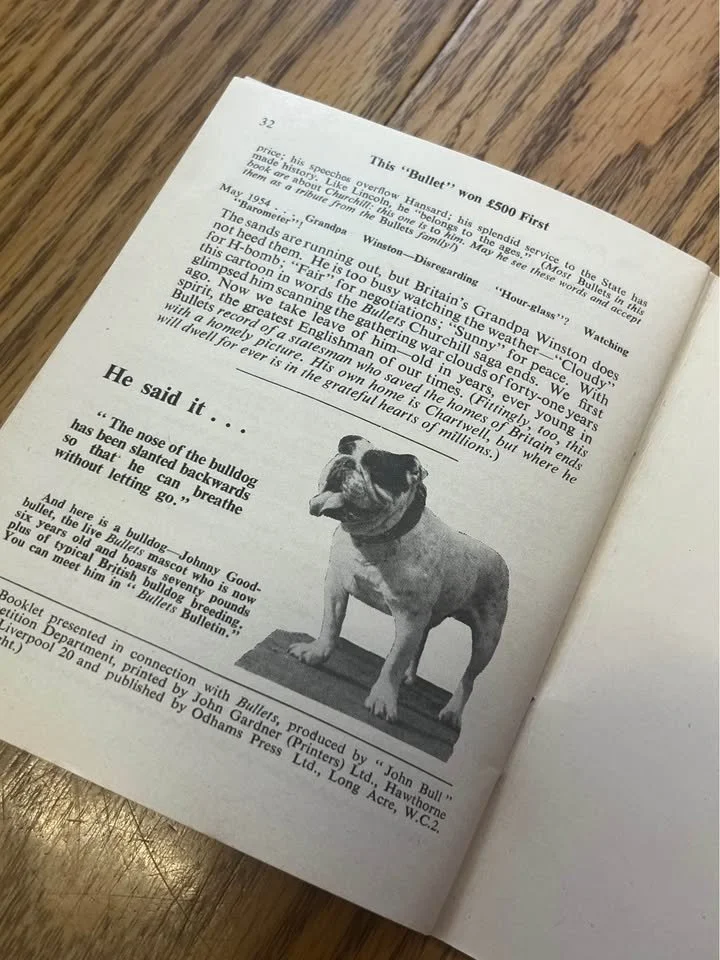 32
This "Bullet" won £500 First
price; his speeches overflow Hansard; his splendid service to the State has
made history. Like Lincoln, he "belongs to the ages." (Most Bullets in this
book are about Churchill: this one is to him. May he see these words and accept
them as a tribute from the Bullets family!)
May 1954 . . . Grandpa Winston—Disregarding "Hour-glass"? Watching
"Barometer"!
The sands are running out, but Britain's Grandpa Winston does
not heed them. He is too busy watching the weather—"Cloudy"
for H-bomb; "Fair" for negotiations; "Sunny" for peace. With
this cartoon in words the Bullets Churchill saga ends. We first
glimpsed him scanning the gathering war clouds of forty-one years
ago. Now we take leave of him—old in years, ever young in
spirit, the greatest Englishman of our times. (Fittingly, too, this
Bullets record of a statesman who saved the homes of Britain ends
with a homely picture. His own home is Chartwell, but where he
will dwell for ever is in the grateful hearts of millions.)
He said it . . .
"The nose of the bulldog
has been slanted backwards
so that he can breathe
without letting go."
And here is a bulldog—Johnny Good-
bullet, the live Bullets mascot who is now
six years old and boasts seventy pounds
plus of typical British bulldog breeding.
You can meet him in "Bullets Bulletin."
Booklet presented in connection with Bullets, produced by "John Bull"
etition Department, printed by John Gardner (Printers) Ltd., Hawthorne
Liverpool 20 and published by Odhams Press Ltd., Long Acre, W.C.2.
ght.)